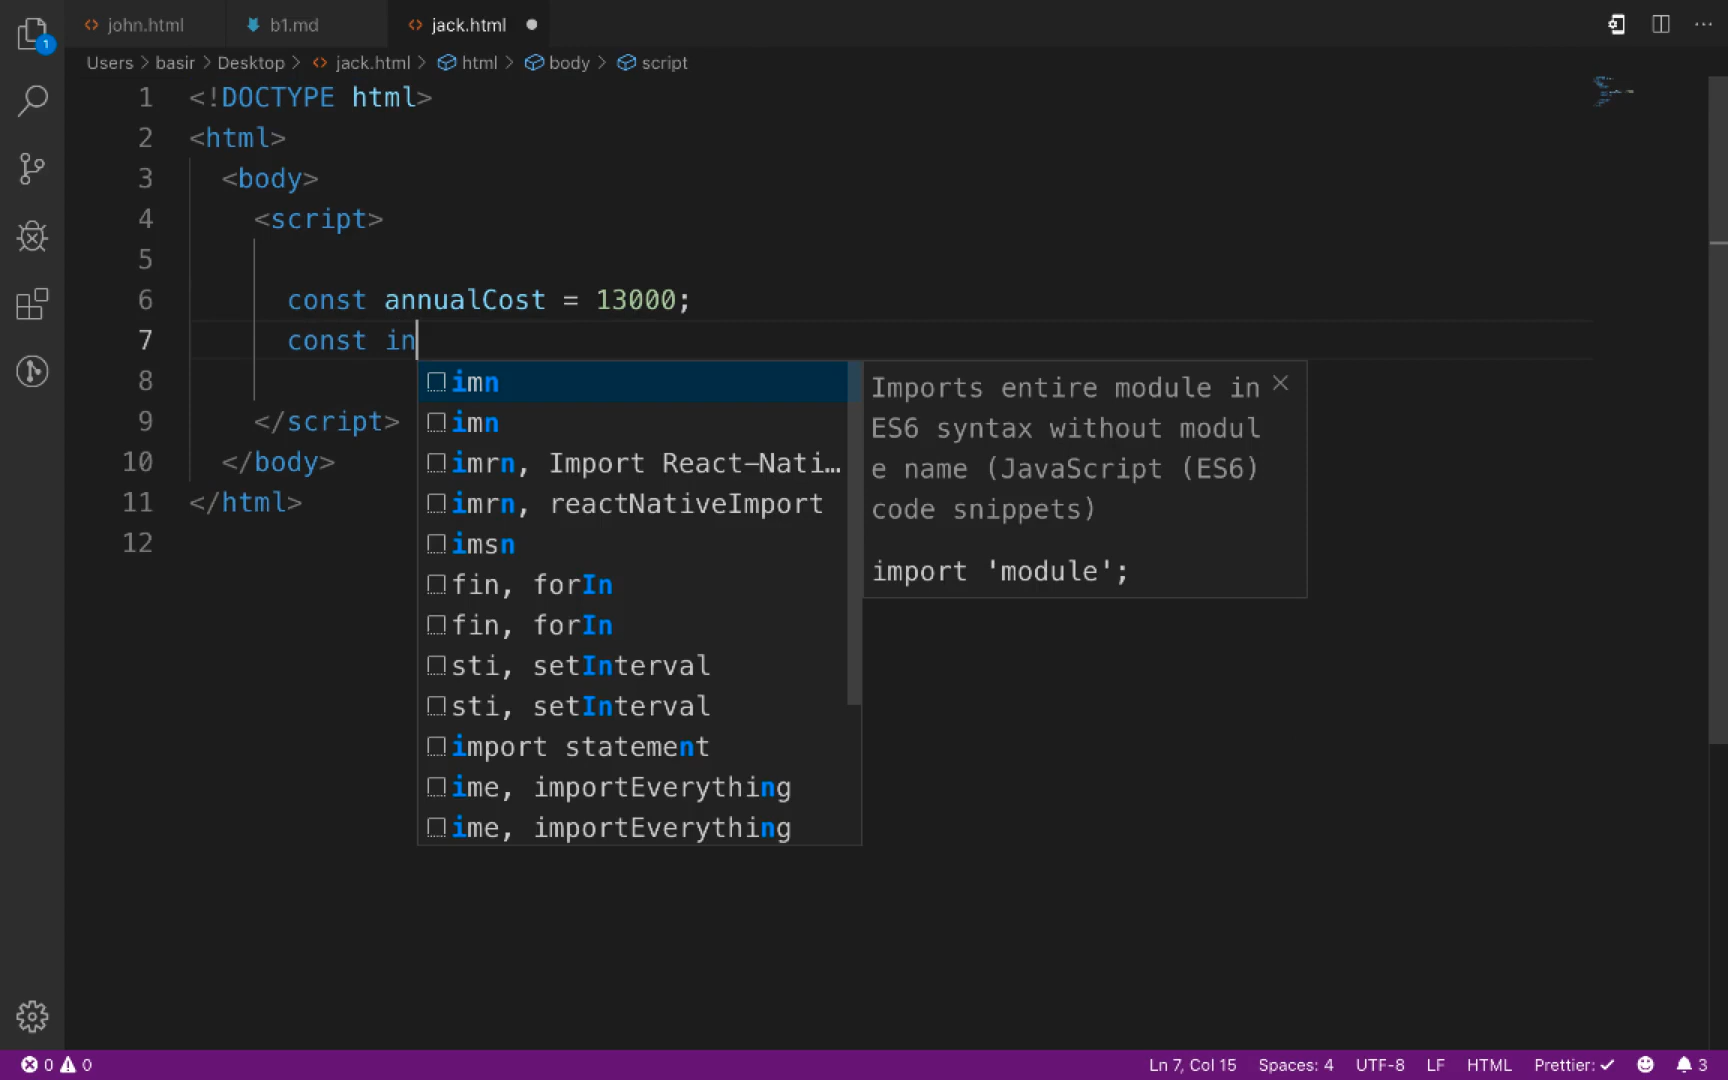 john.html b1.md jack.html
Users > basir > Desktop > jack.html > html > body > script
1 <!DOCTYPE html>
2 <html>
3 <body>
4 <script>
5
6 const annualCost = 13000;
7 const in
8
9 </script>
10 </body>
11 </html>
12
imn
imn
imrn, Import React-Nati…
imrn, reactNativeImport
imsn
fin, forIn
fin, forIn
sti, setInterval
sti, setInterval
import statement
ime, importEverything
ime, importEverything
Imports entire module in
ES6 syntax without modul
e name (JavaScript (ES6)
code snippets)
import 'module';
1
0 0 Ln 7, Col 15 Spaces: 4 UTF-8 LF HTML Prettier: ✓ 3